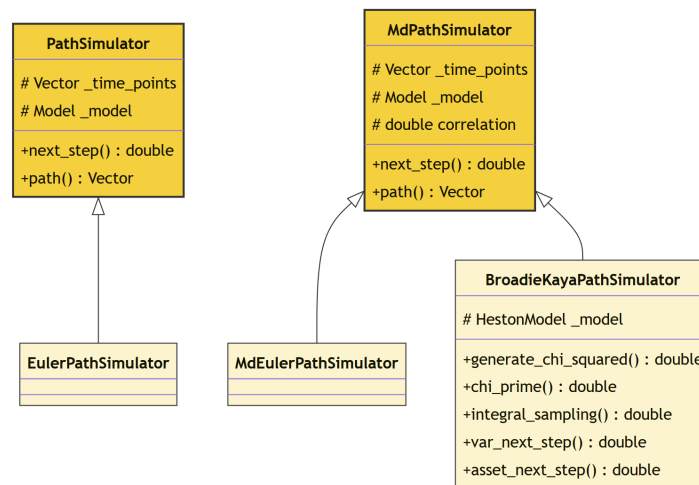 PathSimulator
# Vector _time_points
# Model _model
+next_step() : double
+path() : Vector
MdPathSimulator
# Vector _time_points
# Model _model
# double correlation
+next_step() : double
+path() : Vector
EulerPathSimulator
MdEulerPathSimulator
BroadieKayaPathSimulator
# HestonModel _model
+generate_chi_squared() : double
+chi_prime() : double
+integral_sampling() : double
+var_next_step() : double
+asset_next_step() : double